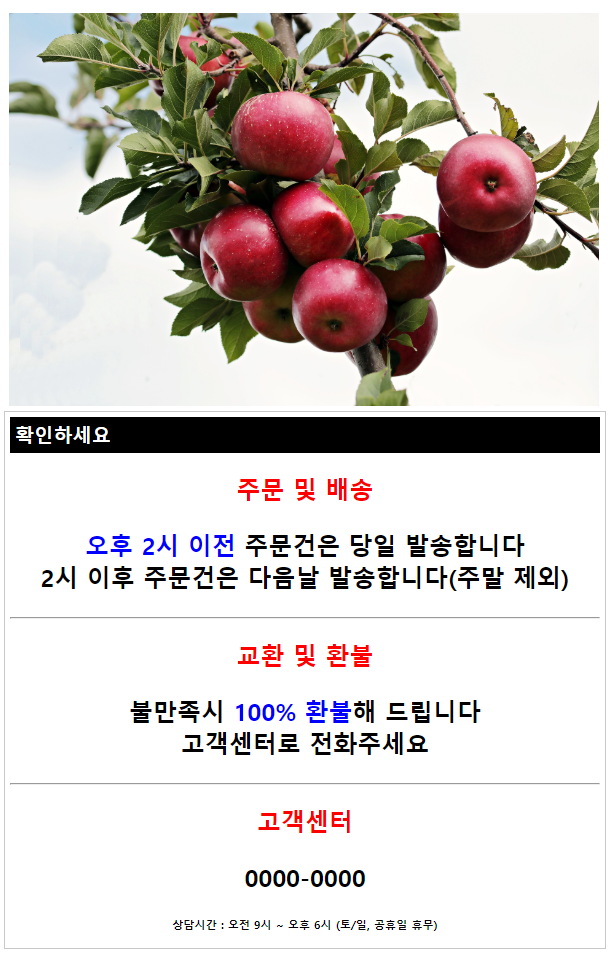 확인하세요
주문 및 배송
오후 2시 이전 주문건은 당일 발송합니다
2시 이후 주문건은 다음날 발송합니다(주말 제외)
교환 및 환불
불만족시 100% 환불해 드립니다
고객센터로 전화주세요
고객센터
0000-0000
상담시간 : 오전 9시 ~ 오후 6시 (토/일, 공휴일 휴무)